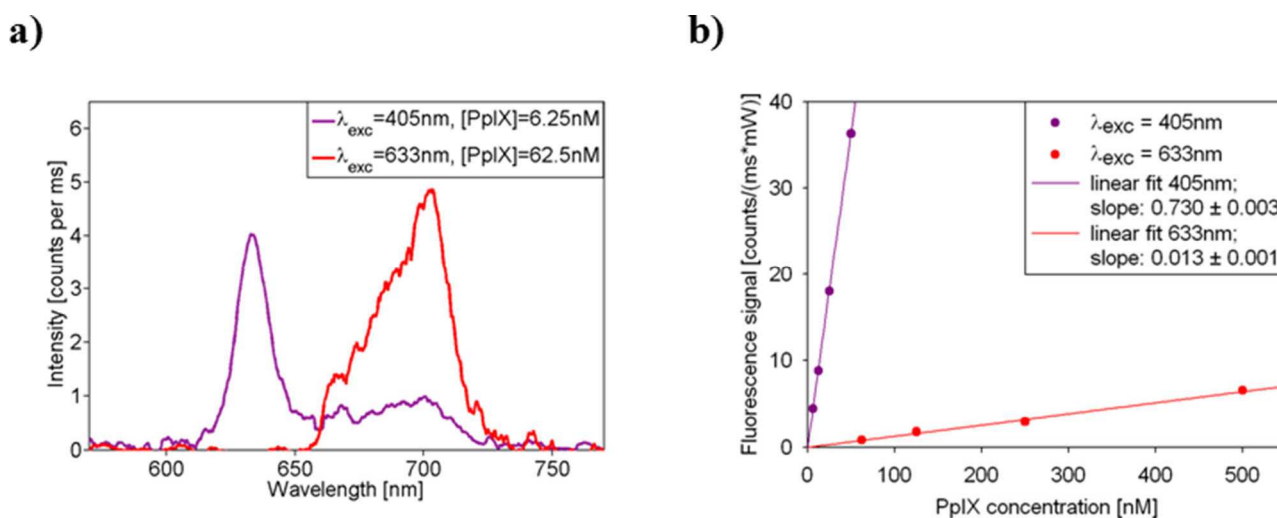 a)
λexc=405nm, [PpIX]=6.25nM
λexc=633nm, [PpIX]=62.5nM
Intensity [counts per ms]
6
5
4
3
2
1
0
600 650 700 750
Wavelength [nm]
b)
λexc = 405nm
λexc = 633nm
linear fit 405nm;
slope: 0.730 ± 0.003
linear fit 633nm;
slope: 0.013 ± 0.001
Fluorescence signal [counts/(ms*mW)]
40
30
20
10
0
0 100 200 300 400 500
PpIX concentration [nM]